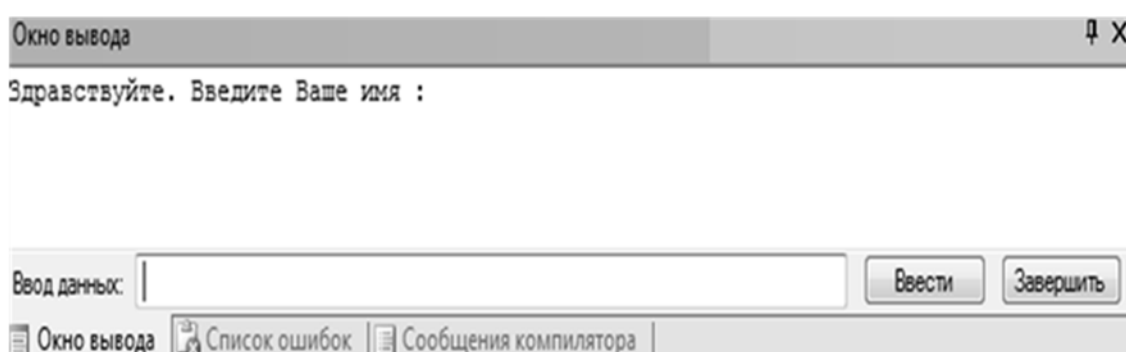 Окно вывода
Здравствуйте. Введите Ваше имя :
Ввод данных: Ввести Завершить
Окно вывода Список ошибок Сообщения компилятора